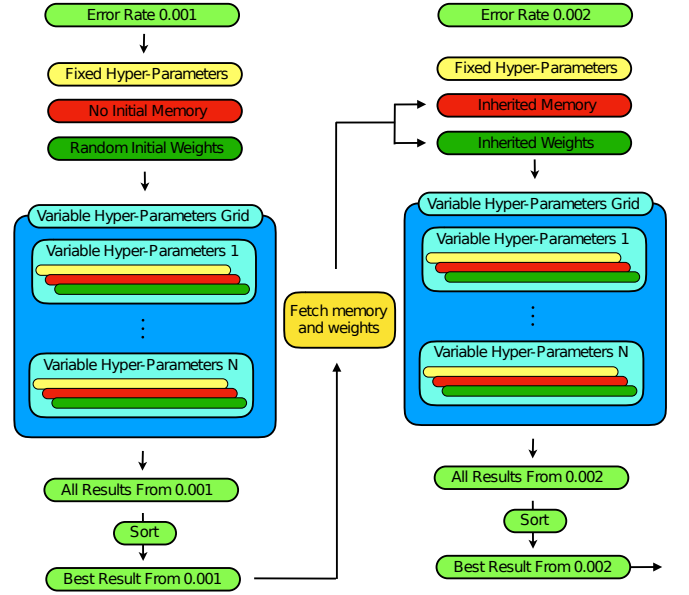 Error Rate 0.001
Fixed Hyper-Parameters
No Initial Memory
Random Initial Weights
Variable Hyper-Parameters Grid
Variable Hyper-Parameters 1
Variable Hyper-Parameters N
All Results From 0.001
Sort
Best Result From 0.001
Fetch memory
and weights
Error Rate 0.002
Fixed Hyper-Parameters
Inherited Memory
Inherited Weights
Variable Hyper-Parameters Grid
Variable Hyper-Parameters 1
Variable Hyper-Parameters N
All Results From 0.002
Sort
Best Result From 0.002